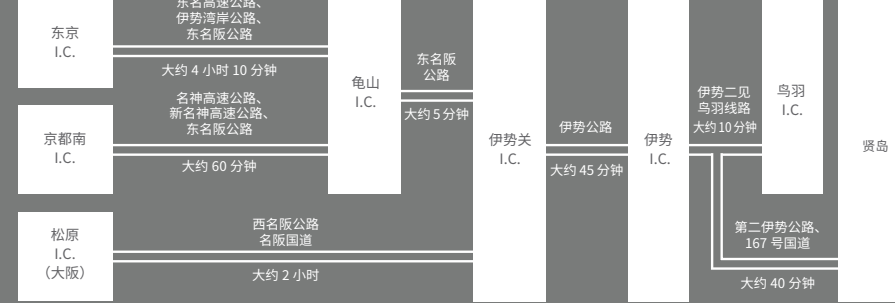 东名高速公路、
伊势湾岸公路、
东名阪公路
东京
I.C.
大约 4 小时 10 分钟
名神高速公路、
新名神高速公路、
东名阪公路
京都南
I.C.
大约 60 分钟
龟山
I.C.
东名阪
公路
大约 5 分钟
西名阪公路
名阪国道
松原
I.C.
（大阪）
大约 2 小时
伊势关
I.C.
伊势公路
大约 45 分钟
伊势
I.C.
伊势二见
鸟羽线路
大约 10 分钟
鸟羽
I.C.
第二伊势公路、
167 号国道
大约 40 分钟
贤岛